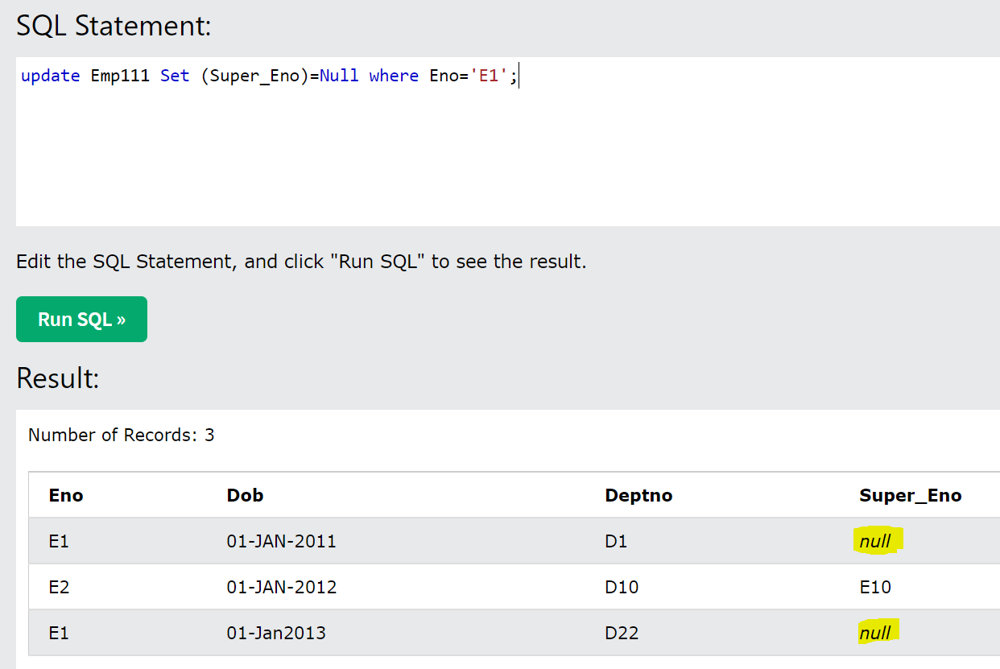 SQL Statement:
update Emp111 Set (Super_Eno)=Null where Eno='E1';
Edit the SQL Statement, and click "Run SQL" to see the result.
Run SQL »
Result:
Number of Records: 3
Eno Dob Deptno Super_Eno
E1 01-JAN-2011 D1 null
E2 01-JAN-2012 D10 E10
E1 01-Jan2013 D22 null